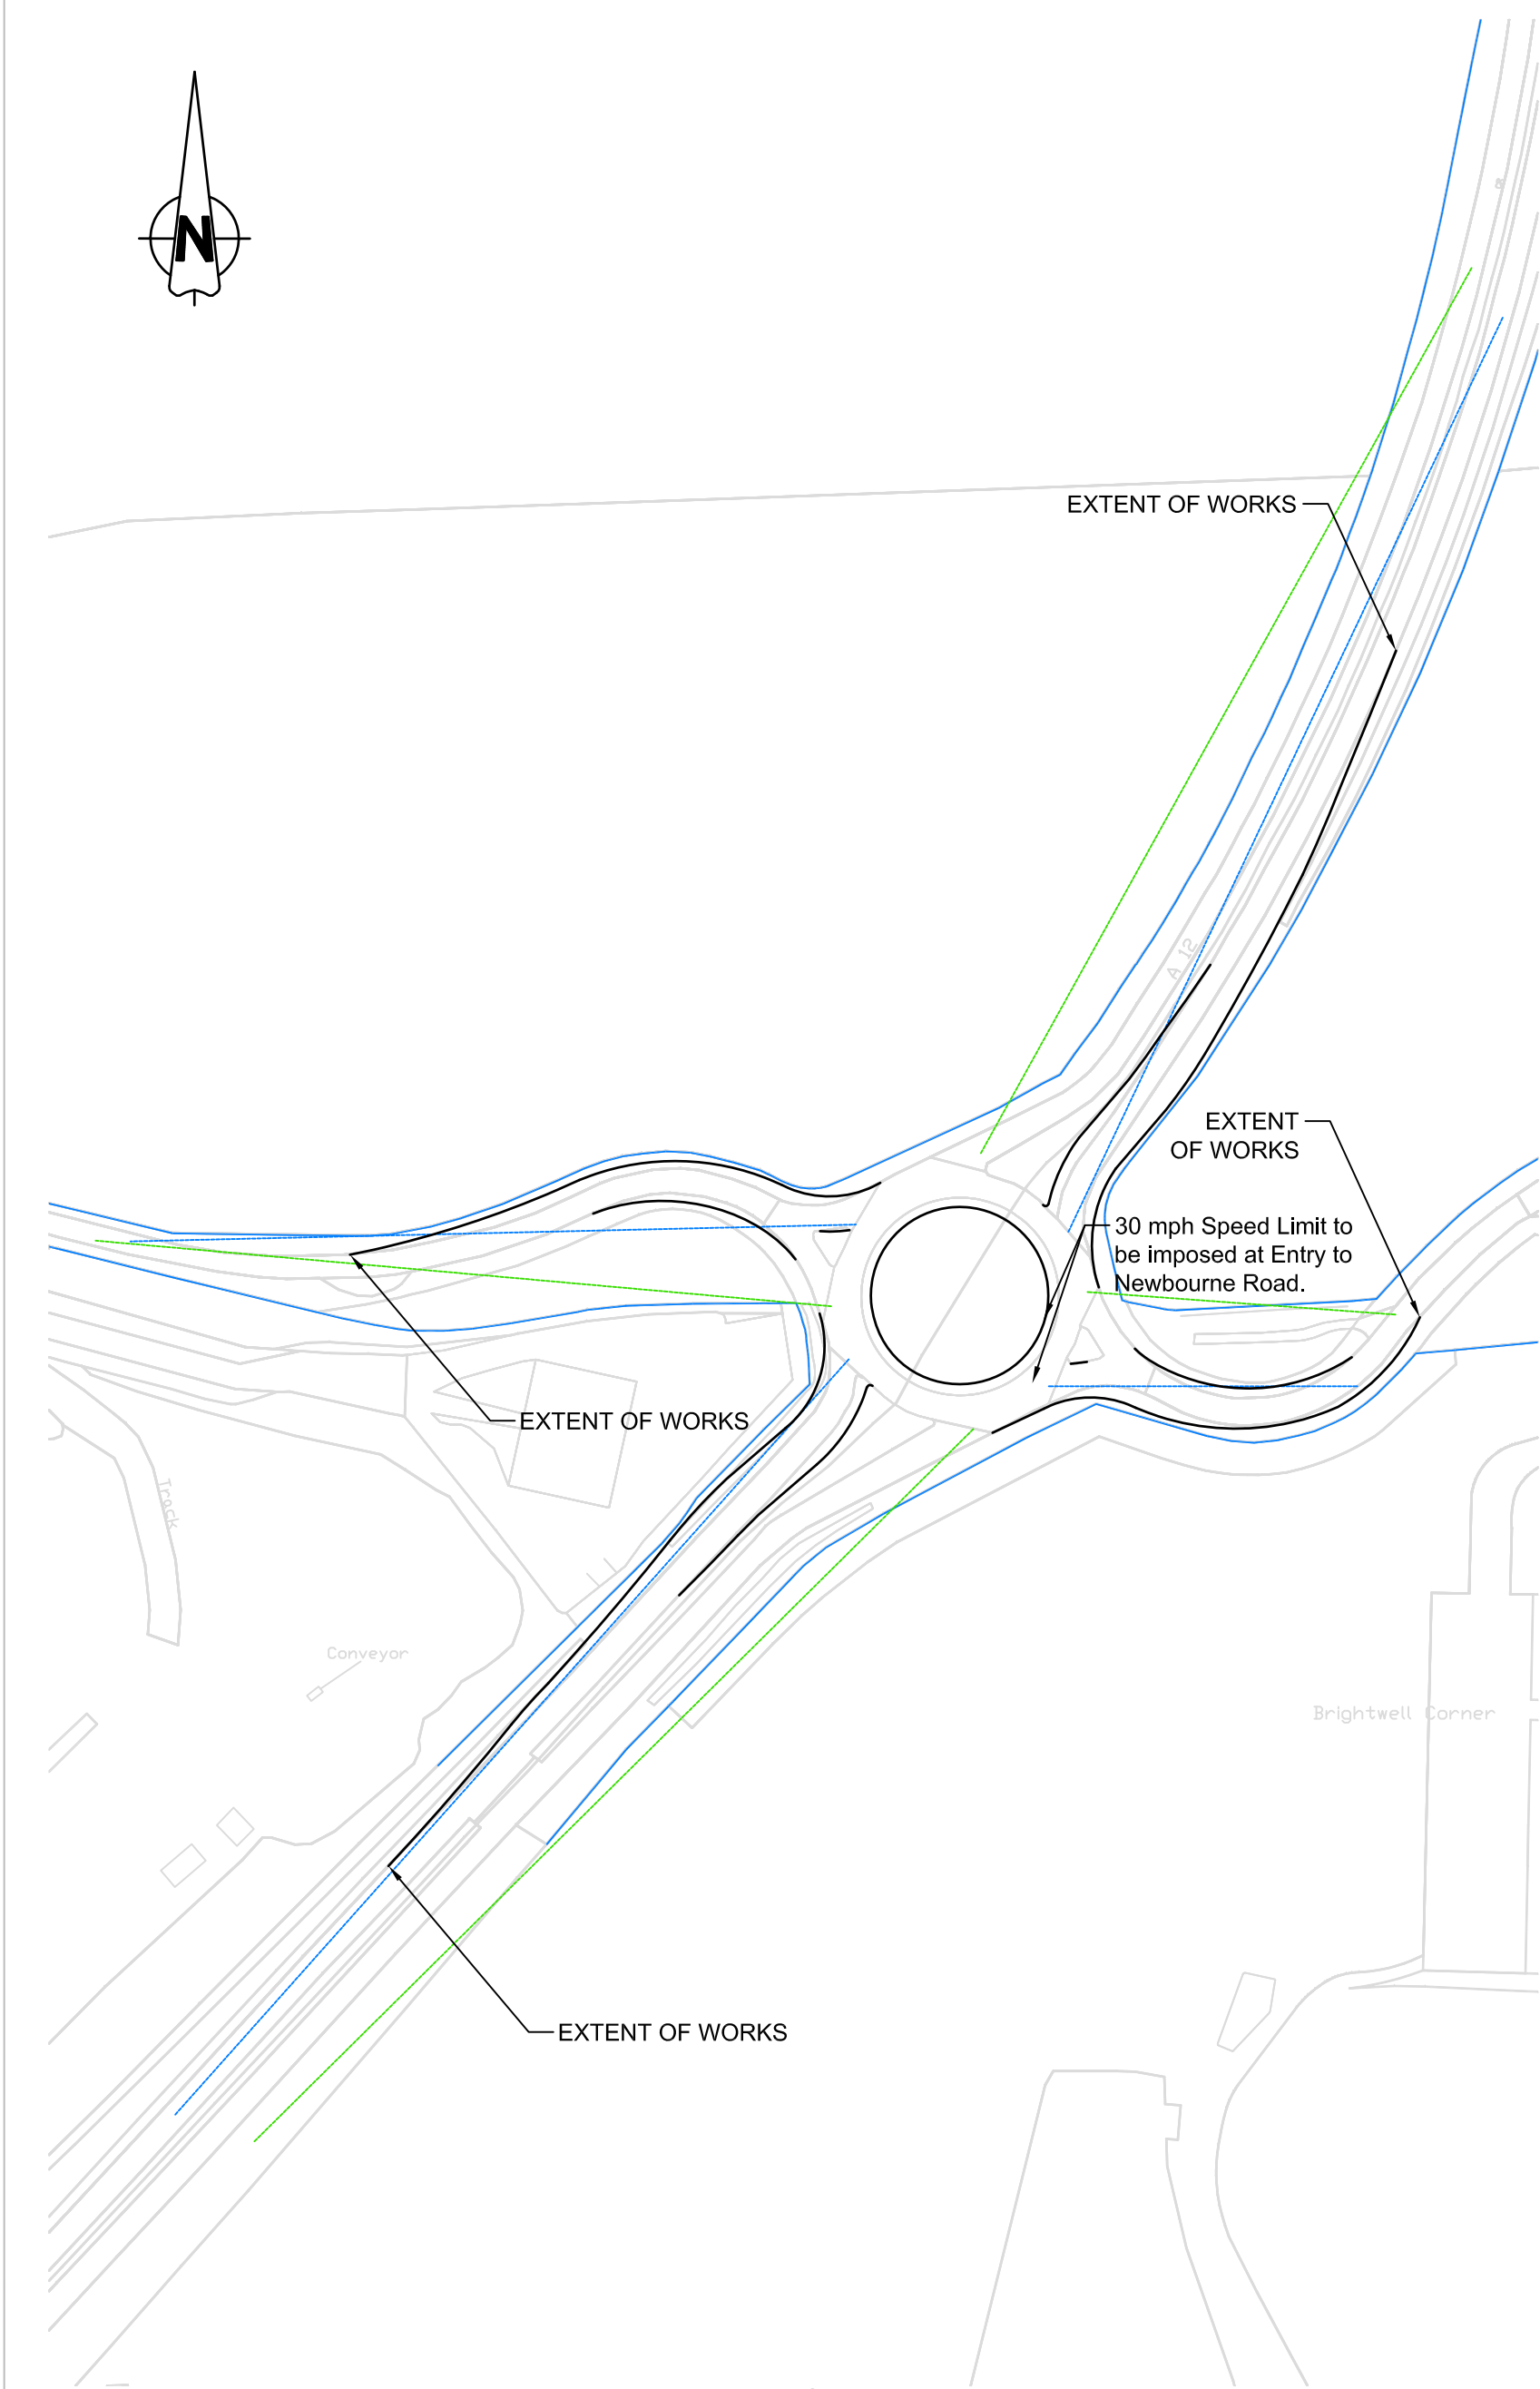 N
8
EXTENT OF WORKS
A 12
EXTENT
OF WORKS
30 mph Speed Limit to
be imposed at Entry to
Newbourne Road.
EXTENT OF WORKS
Track
Conveyor
Brightwell Corner
EXTENT OF WORKS